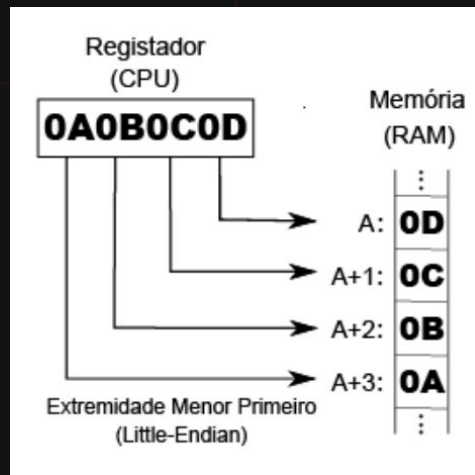 Registador
(CPU)
0A0B0C0D
Memória
(RAM)
⋮
A: 0D
A+1: 0C
A+2: 0B
A+3: 0A
⋮
Extremidade Menor Primeiro
(Little-Endian)